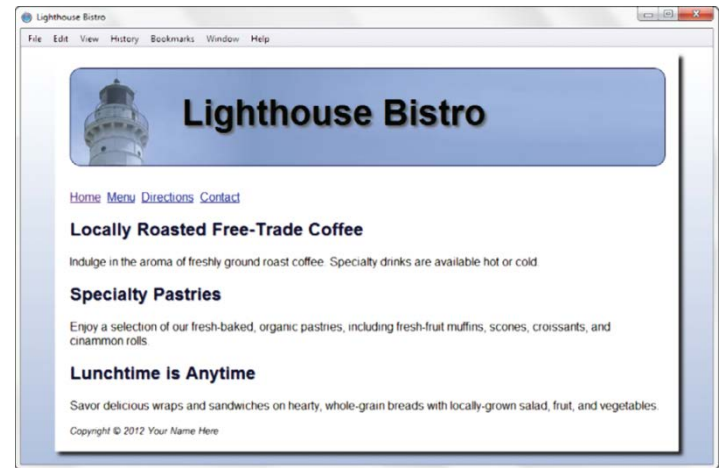 Lighthouse Bistro
File Edit View History Bookmarks Window Help
Lighthouse Bistro
Home Menu Directions Contact
Locally Roasted Free-Trade Coffee
Indulge in the aroma of freshly ground roast coffee. Specialty drinks are available hot or cold.
Specialty Pastries
Enjoy a selection of our fresh-baked, organic pastries, including fresh-fruit muffins, scones, croissants, and
cinammon rolls.
Lunchtime is Anytime
Savor delicious wraps and sandwiches on hearty, whole-grain breads with locally-grown salad, fruit, and vegetables.
Copyright © 2012 Your Name Here